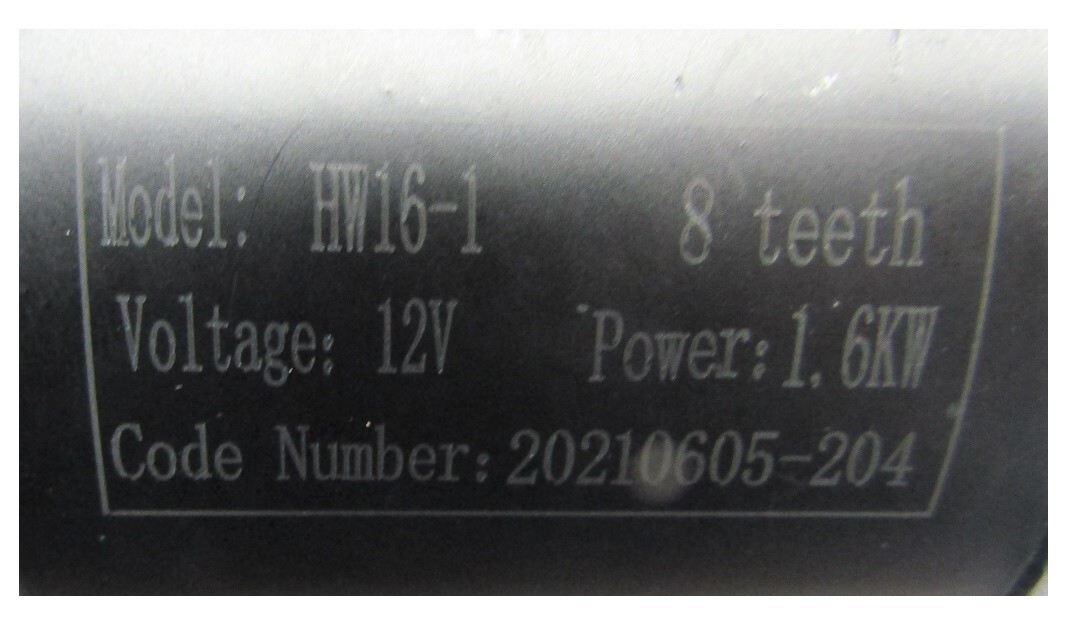 Model: HW16-1 8 teeth
Voltage: 12V Power:1.6KW
Code Number:20210605-204